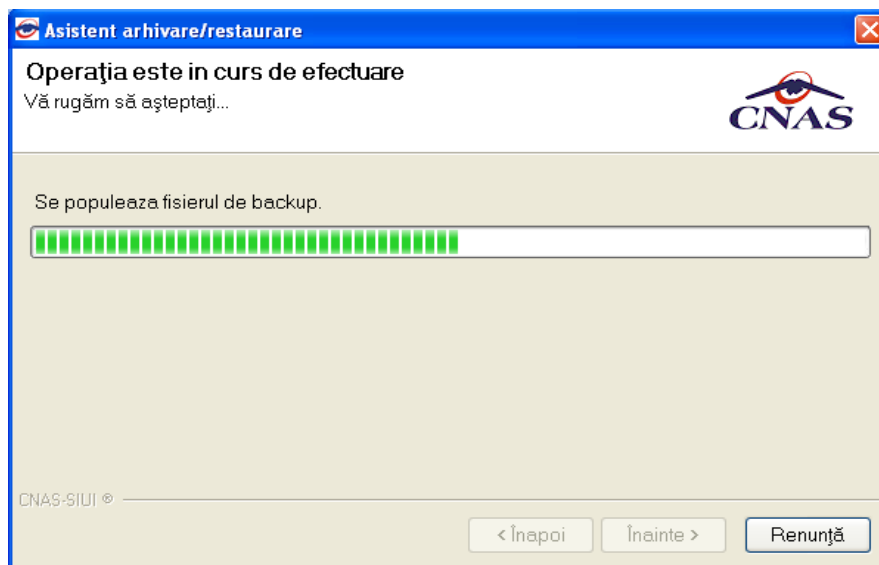 Asistent arhivare/restaurare
Operaţia este in curs de efectuare
Vă rugăm să aşteptaţi...
CNAS
Se populeaza fisierul de backup.
CNAS-SIUI ®
< Înapoi
Înainte >
Renunţă